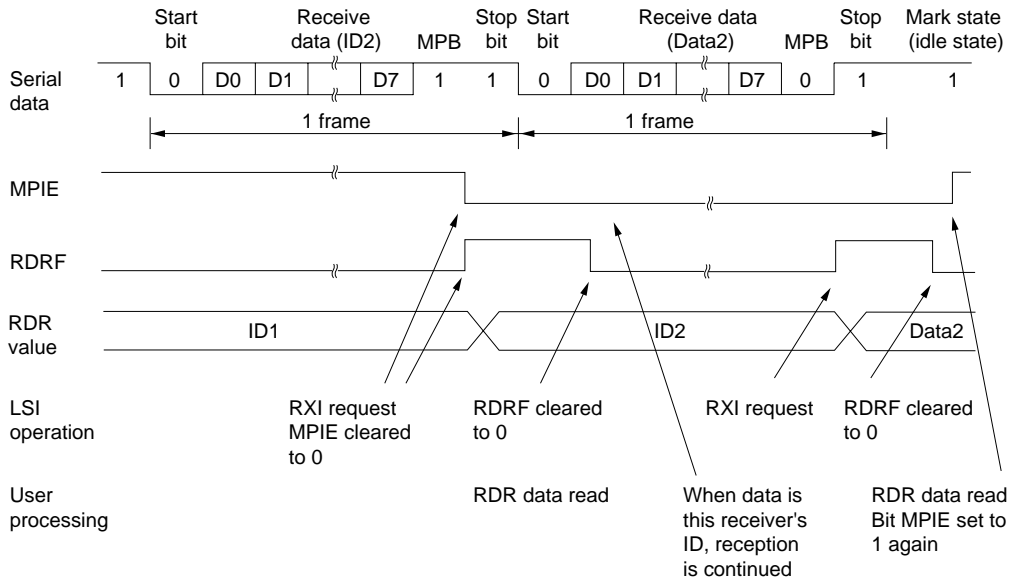 Start Receive Stop Start Receive data Stop Mark state
bit data (ID2) MPB bit bit (Data2) MPB bit (idle state)
Serial data
1 0 D0 D1 D7 1 1 0 D0 D1 D7 0 1 1
1 frame 1 frame
MPIE
RDRF
RDR value
ID1 ID2 Data2
LSI operation
RXI request
MPIE cleared
to 0
RDRF cleared
to 0
RXI request
RDRF cleared
to 0
User processing
RDR data read
When data is
this receiver's
ID, reception
is continued
RDR data read
Bit MPIE set to
1 again